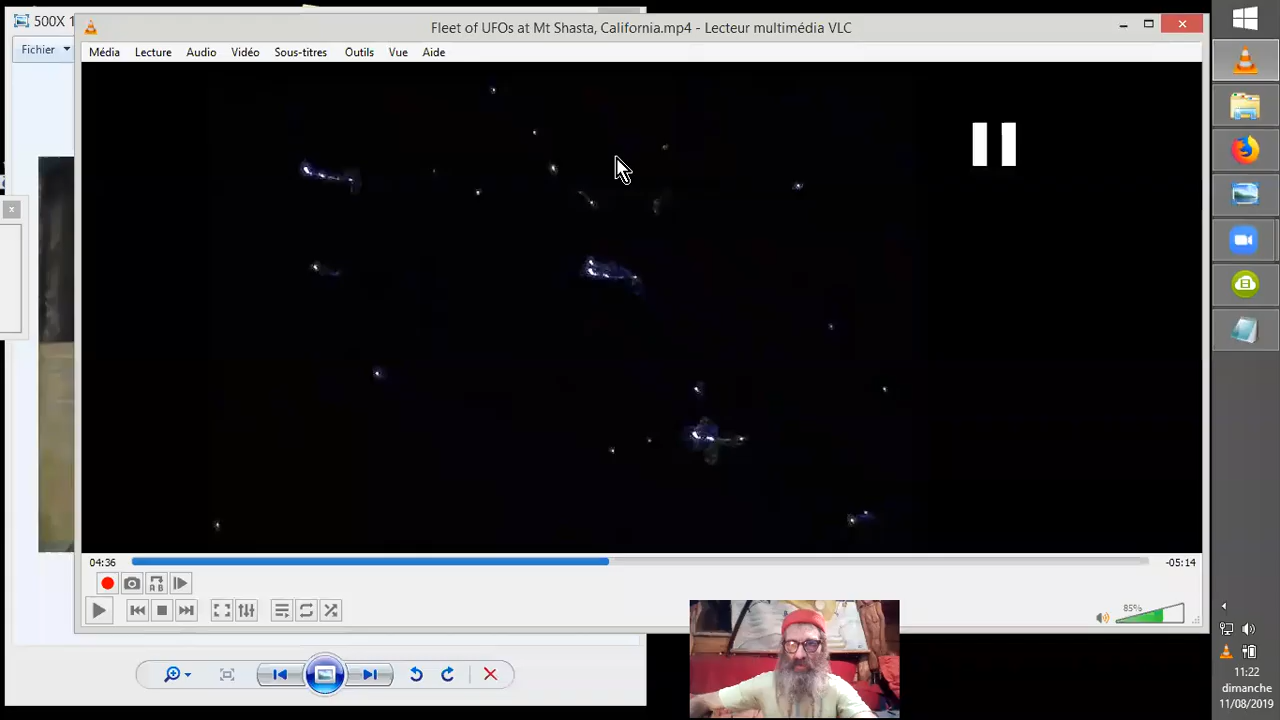 500X 1
Fleet of UFOs at Mt Shasta, California.mp4 - Lecteur multimédia VLC
Fichier
Média Lecture Audio Vidéo Sous-titres Outils Vue Aide
04:36 -05:14
85%
11:22
dimanche
11/08/2019